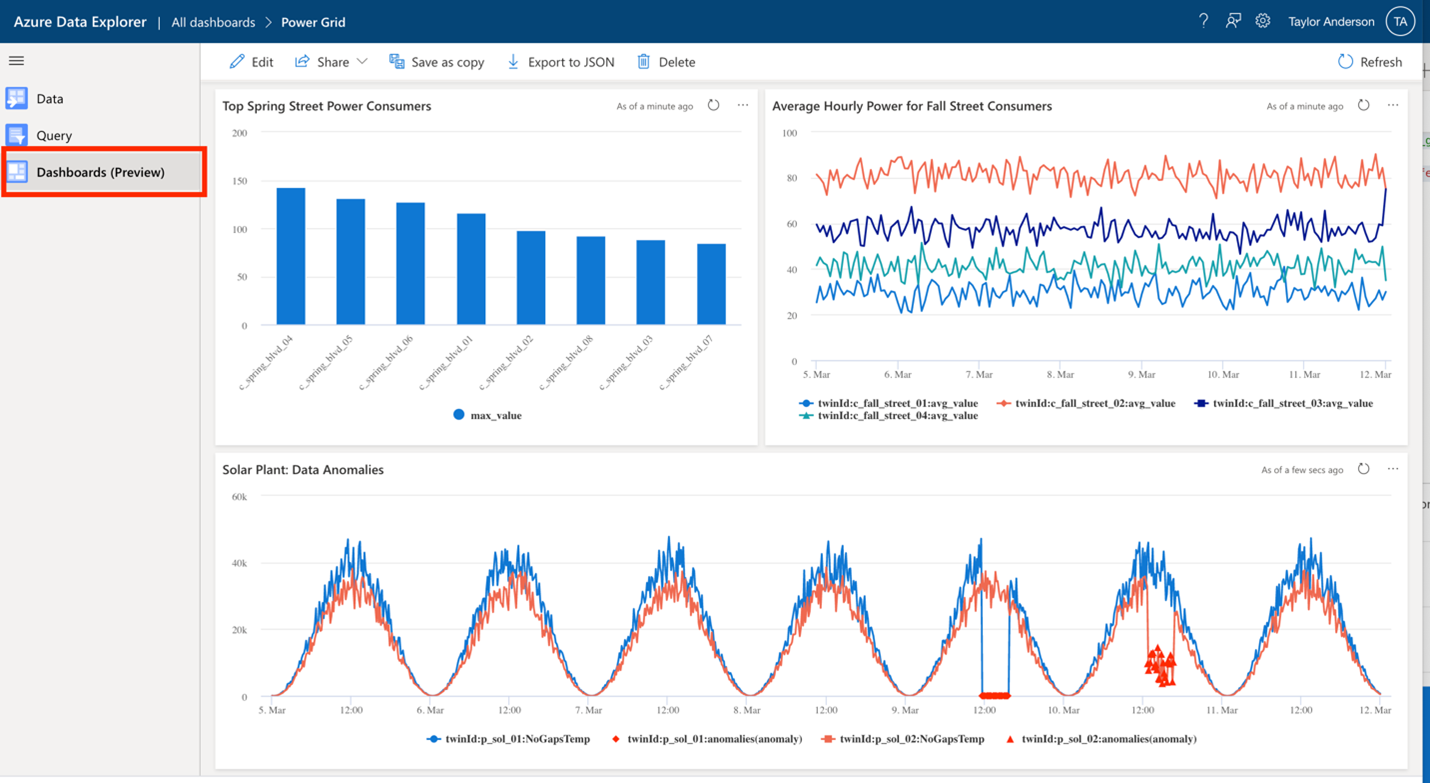 Azure Data Explorer | All dashboards > Power Grid
? Taylor Anderson TA
Edit Share Save as copy Export to JSON Delete Refresh
Data
Query
Dashboards (Preview)
Top Spring Street Power Consumers As of a minute ago ...
200
150
100
50
0
c_spring_blvd_04 c_spring_blvd_05 c_spring_blvd_06 c_spring_blvd_01 c_spring_blvd_02 c_spring_blvd_08 c_spring_blvd_03 c_spring_blvd_07
max_value
Average Hourly Power for Fall Street Consumers As of a minute ago ...
100
80
60
40
20
0
5. Mar 6. Mar 7. Mar 8. Mar 9. Mar 10. Mar 11. Mar 12. Mar
twinId:c_fall_street_01:avg_value twinId:c_fall_street_02:avg_value twinId:c_fall_street_03:avg_value
twinId:c_fall_street_04:avg_value
Solar Plant: Data Anomalies As of a few secs ago ...
60k
40k
20k
0
5. Mar 12:00 6. Mar 12:00 7. Mar 12:00 8. Mar 12:00 9. Mar 12:00 10. Mar 12:00 11. Mar 12:00 12. Mar
twinId:p_sol_01:NoGapsTemp twinId:p_sol_01:anomalies(anomaly) twinId:p_sol_02:NoGapsTemp twinId:p_sol_02:anomalies(anomaly)